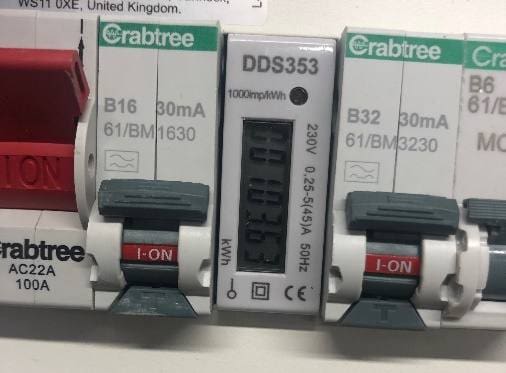 WS11 0XE, United Kingdom.
I ON
Crabtree
AC22A
100A
Crabtree
B16 30mA
61/BM1630
I-ON
DDS353
1000imp/kWh
230V 0.25-5(45)A 50Hz
kWh
CE
Crabtree
B32 30mA
61/BM3230
I-ON
Cra
B6
61/B
MC